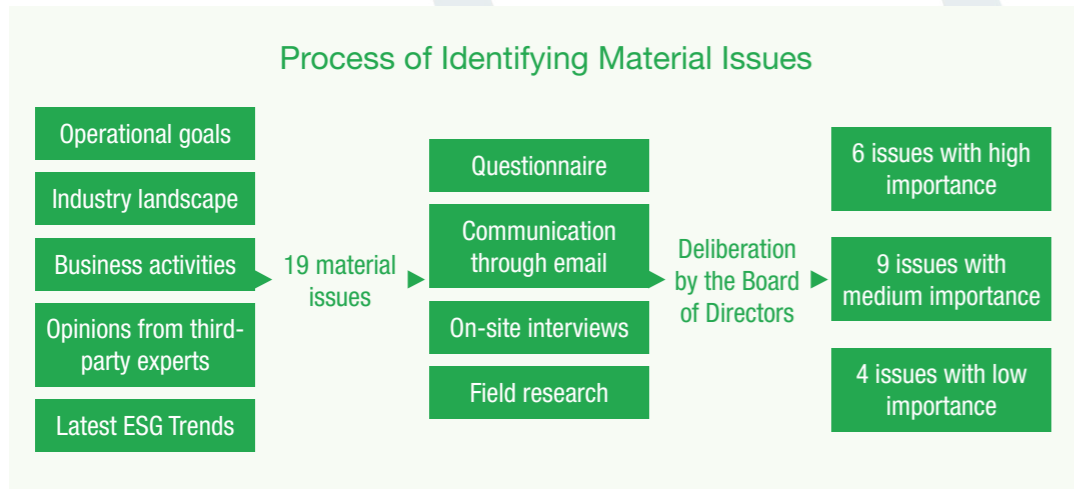 Process of Identifying Material Issues
Operational goals
Industry landscape
Business activities
Opinions from third-
party experts
Latest ESG Trends
19 material
issues
Questionnaire
Communication
through email
On-site interviews
Field research
Deliberation
by the Board
of Directors
6 issues with high
importance
9 issues with
medium importance
4 issues with low
importance